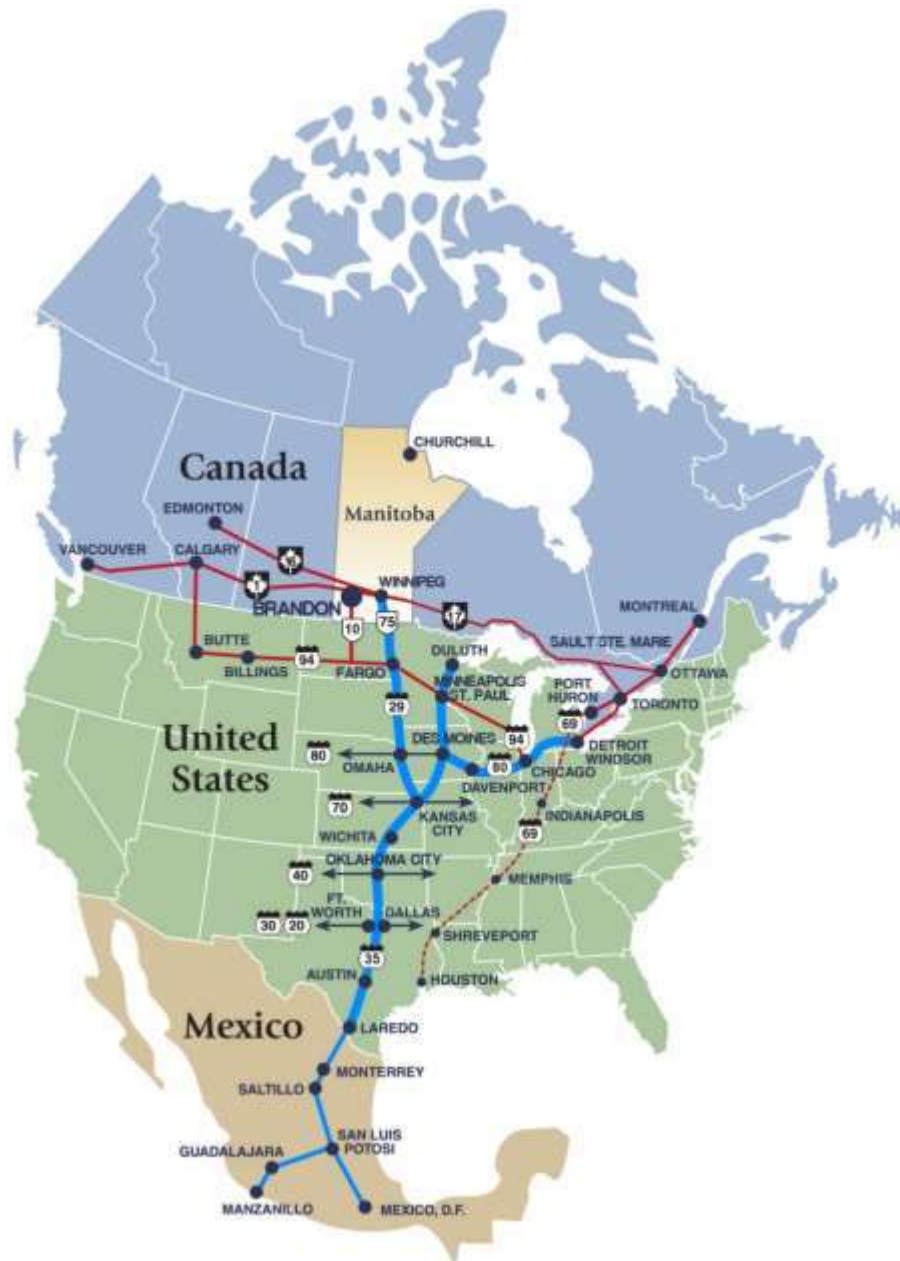 CHURCHILL
Canada
EDMONTON
Manitoba
VANCOUVER
CALGARY
16
1
WINNIPEG
BRANDON
17
MONTREAL
10
75
SAULT STE. MARIE
BUTTE
DULUTH
BILLINGS
94
FARGO
MINNEAPOLIS
ST. PAUL
PORT
HURON
OTTAWA
TORONTO
29
69
United
States
DES MOINES
94
DETROIT
WINDSOR
80
OMAHA
80
CHICAGO
DAVENPORT
70
KANSAS
CITY
INDIANAPOLIS
69
WICHITA
OKLAHOMA CITY
40
MEMPHIS
FT.
WORTH
DALLAS
30
20
SHREVEPORT
35
AUSTIN
HOUSTON
Mexico
LAREDO
MONTERREY
SALTILLO
SAN LUIS
POTOSI
GUADALAJARA
MANZANILLO
MEXICO, D.F.